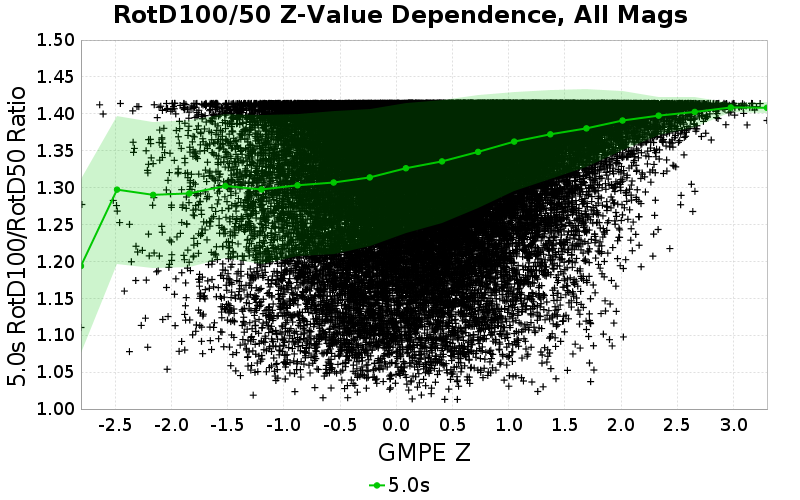 RotD100/50 Z-Value Dependence, All Mags
5.0s RotD100/RotD50 Ratio
1.50
1.45
1.40
1.35
1.30
1.25
1.20
1.15
1.10
1.05
1.00
-2.5 -2.0 -1.5 -1.0 -0.5 0.0 0.5 1.0 1.5 2.0 2.5 3.0
GMPE Z
5.0s